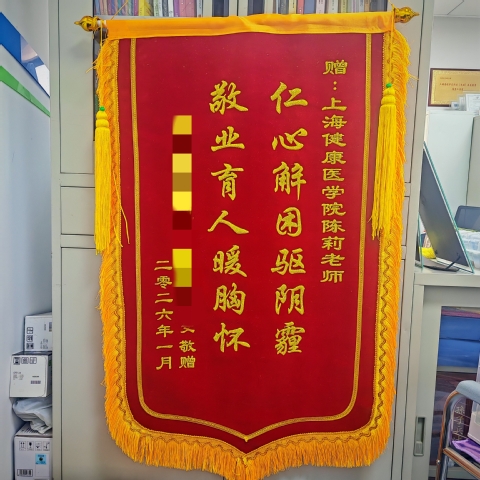 赠：上海健康医学院陈莉老师
仁心解困驱阴霾
敬业育人暖胸怀
敬赠
二零二六年一月